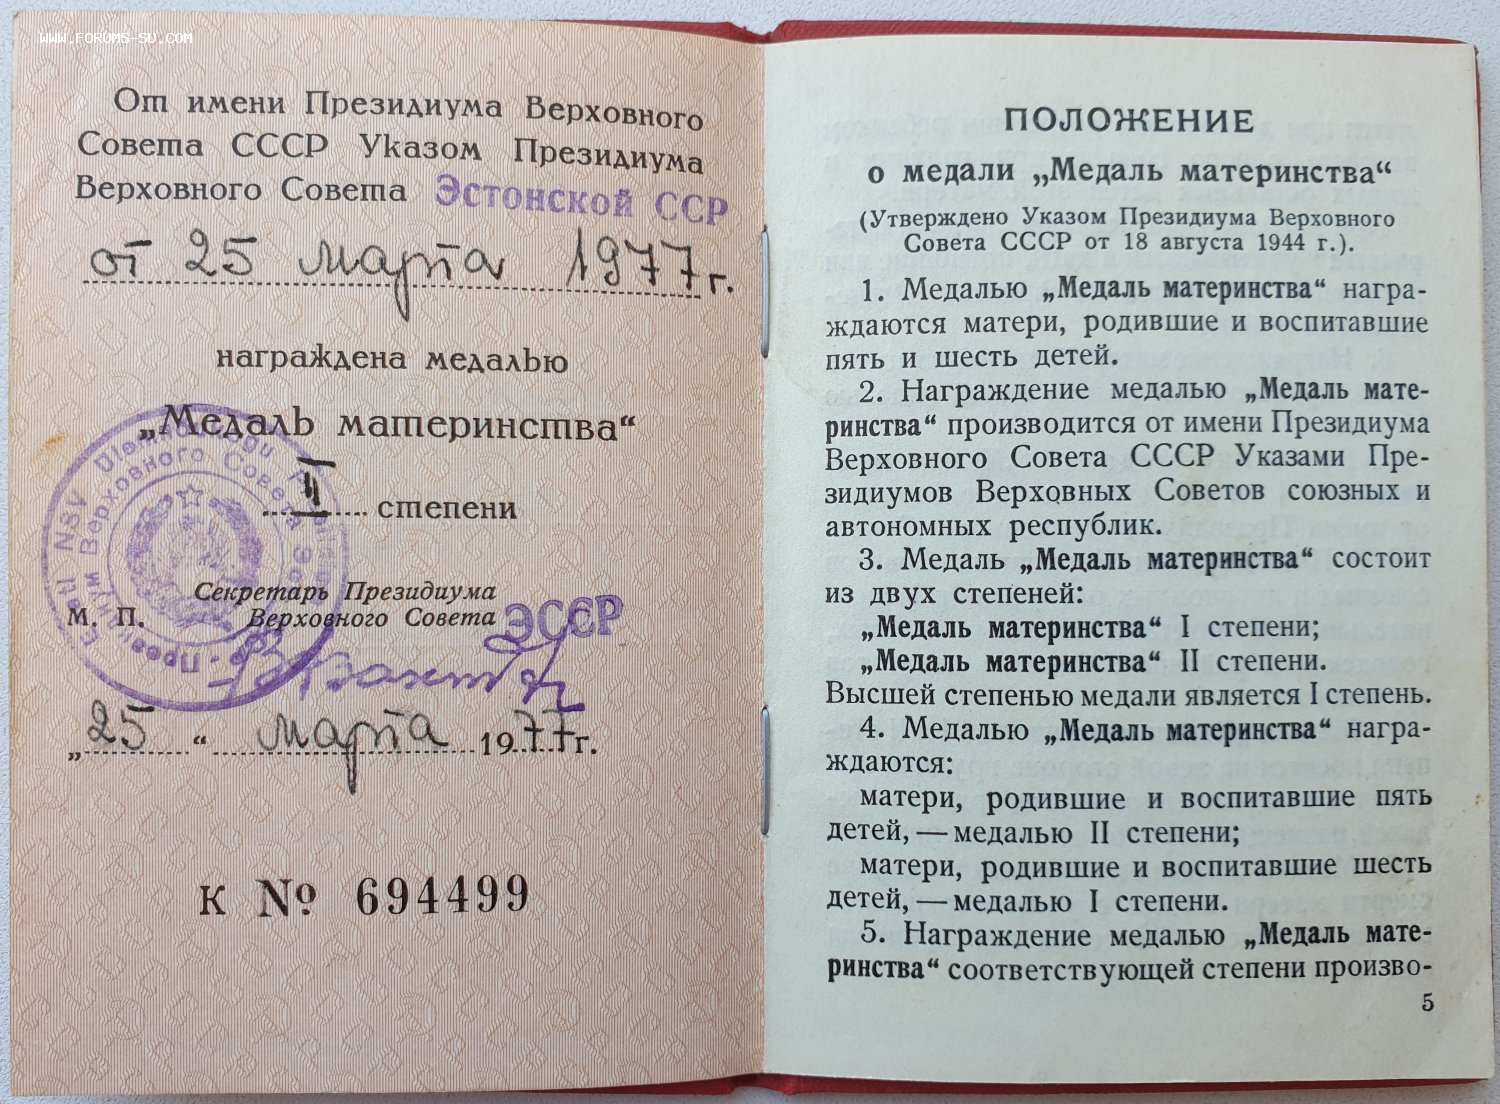 WWW.FORUMS-SU.COM
От имени Президиума Верховного
Совета СССР Указом Президиума
Верховного Совета Эстонской ССР
от 25 марта 1977 г.
награждена медалью
„Медаль материнства“
II степени
Секретарь Президиума
М. П. Верховного Совета ЭССР
„25“ марта 1977 г.
К № 694499
Eesti NSV Ülemnõukogu
Президиум Верховного Совета
ПОЛОЖЕНИЕ
о медали „Медаль материнства“
(Утверждено Указом Президиума Верховного
Совета СССР от 18 августа 1944 г.).
1. Медалью „Медаль материнства“ награ-
ждаются матери, родившие и воспитавшие
пять и шесть детей.
2. Награждение медалью „Медаль мате-
ринства“ производится от имени Президиума
Верховного Совета СССР Указами Пре-
зидиумов Верховных Советов союзных и
автономных республик.
3. Медаль „Медаль материнства“ состоит
из двух степеней:
„Медаль материнства“ I степени;
„Медаль материнства“ II степени.
Высшей степенью медали является I степень.
4. Медалью „Медаль материнства“ награ-
ждаются:
матери, родившие и воспитавшие пять
детей, — медалью II степени;
матери, родившие и воспитавшие шесть
детей, — медалью I степени.
5. Награждение медалью „Медаль мате-
ринства“ соответствующей степени произво-
5